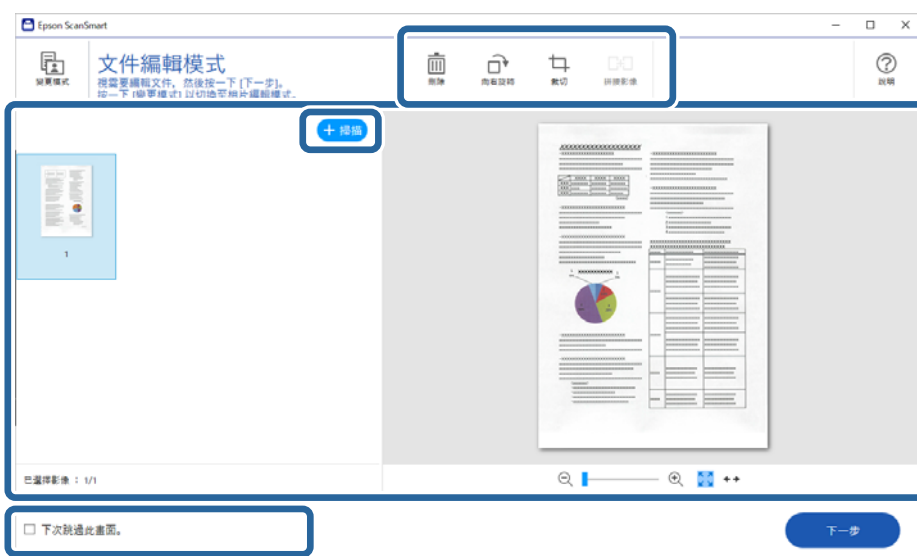 Epson ScanSmart
變更模式
文件編輯模式
視需要編輯文件，然後按一下 [下一步]。
按一下 [變更模式] 以切換至相片編輯模式。
刪除
向右旋轉
裁切
拼接影像
說明
+ 掃描
1
已選擇影像 : 1/1
下次跳過此畫面。
下一步